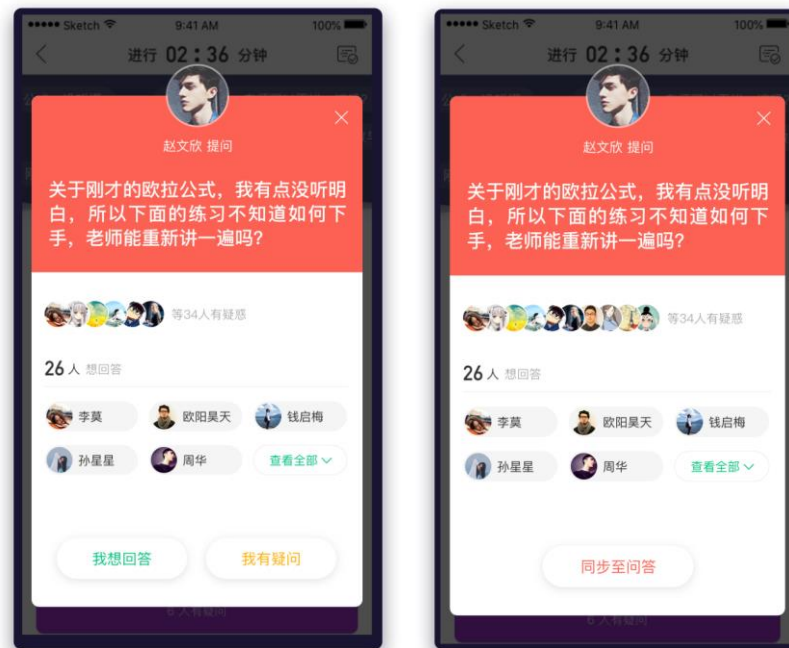 Sketch 9:41 AM 100%
进行 02：36 分钟
赵文欣 提问
关于刚才的欧拉公式，我有点没听明
白，所以下面的练习不知道如何下
手，老师能重新讲一遍吗？
等34人有疑惑
26 人 想回答
李莫 欧阳昊天 钱启梅
孙星星 周华 查看全部
我想回答 我有疑问
6 人有疑问
Sketch 9:41 AM 100%
进行 02：36 分钟
赵文欣 提问
关于刚才的欧拉公式，我有点没听明
白，所以下面的练习不知道如何下
手，老师能重新讲一遍吗？
等34人有疑惑
26 人 想回答
李莫 欧阳昊天 钱启梅
孙星星 周华 查看全部
同步至问答
6 人有疑问